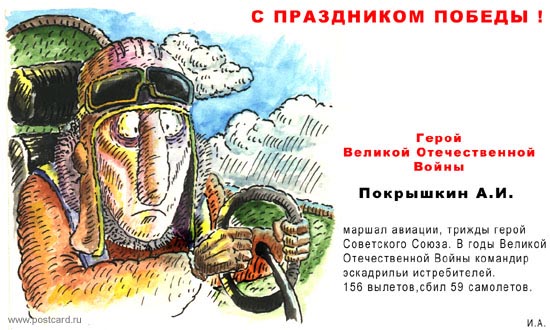 С ПРАЗДНИКОМ ПОБЕДЫ !
Герой
Великой Отечественной
Войны
Покрышкин А.И.
маршал авиации, трижды герой
Советского Союза. В годы Великой
Отечественной Войны командир
эскадрильи истребителей.
156 вылетов,сбил 59 самолетов.
www.postcard.ru
И.А.